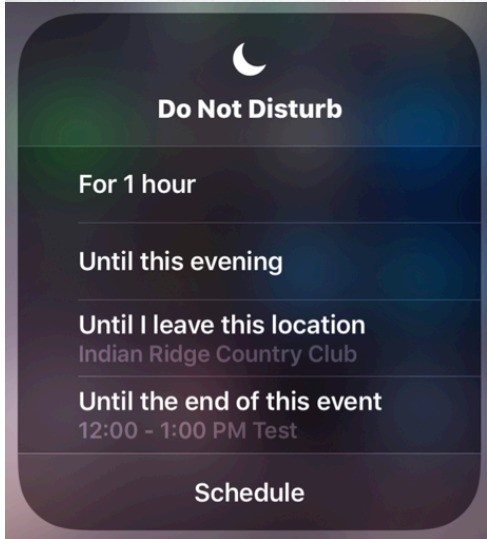 Do Not Disturb
For 1 hour
Until this evening
Until I leave this location
Indian Ridge Country Club
Until the end of this event
12:00 - 1:00 PM Test
Schedule